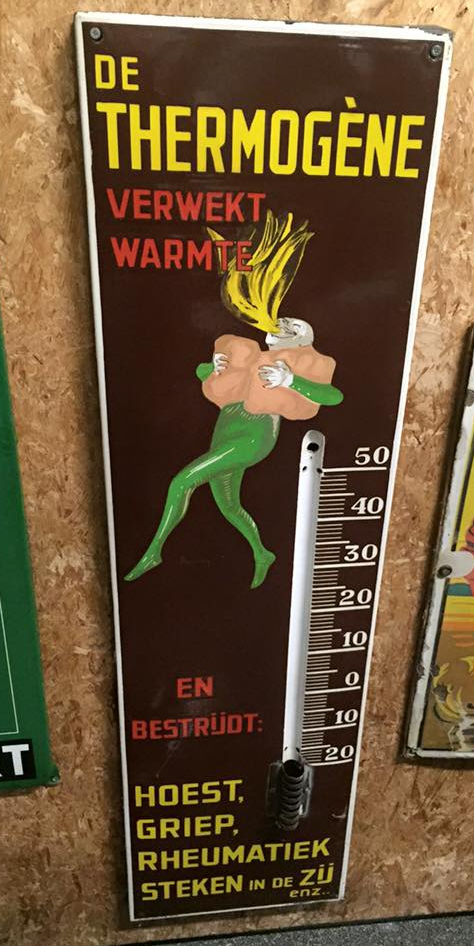 DE
THERMOGÈNE
VERWEKT
WARMTE
50
40
30
20
10
0
10
20
EN
BESTRIJDT:
HOEST,
GRIEP,
RHEUMATIEK
STEKEN IN DE ZIJ
enz..
RT